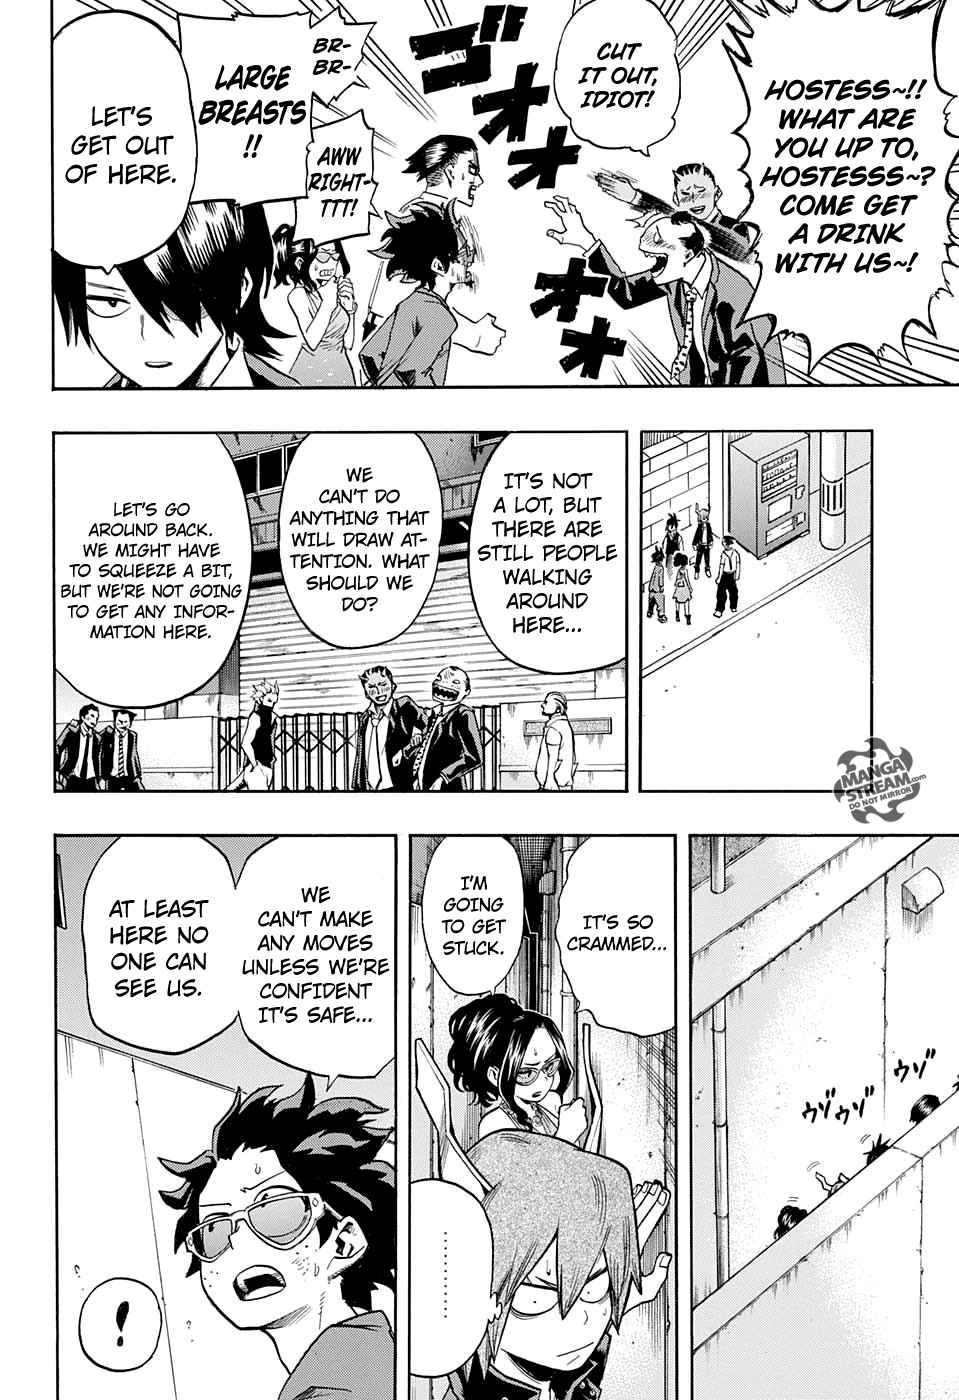 HOSTESS~!!
WHAT ARE
YOU UP TO,
HOSTESSS~?
COME GET
A DRINK
WITH US~!
CUT
IT OUT,
IDIOT!
ゴオオオ
BR-
BR-
LARGE
BREASTS
!!
AWW
RIGHT-
TTT!
LET'S
GET OUT
OF HERE.
IT'S NOT
A LOT, BUT
THERE ARE
STILL PEOPLE
WALKING
AROUND
HERE...
WE
CAN'T DO
ANYTHING THAT
WILL DRAW AT-
TENTION. WHAT
SHOULD WE
DO?
LET'S GO
AROUND BACK.
WE MIGHT HAVE
TO SQUEEZE A BIT,
BUT WE'RE NOT GOING
TO GET ANY INFOR-
MATION HERE.
MANGA
STREAM.com
DO NOT MIRROR
ウゾ
ウゾ
ウゾ
IT'S SO
CRAMMED...
I'M
GOING
TO GET
STUCK.
..........
WE
CAN'T MAKE
ANY MOVES
UNLESS WE'RE
CONFIDENT
IT'S SAFE...
AT LEAST
HERE NO
ONE CAN
SEE US.
!